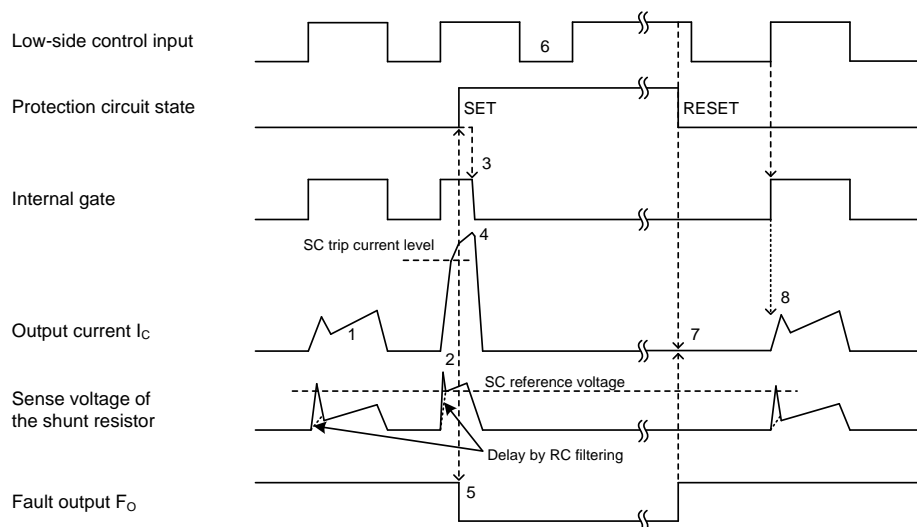 Low-side control input
6
Protection circuit state
SET
RESET
3
Internal gate
SC trip current level
4
8
Output current IC
1
7
2
SC reference voltage
Sense voltage of
the shunt resistor
Delay by RC filtering
5
Fault output FO